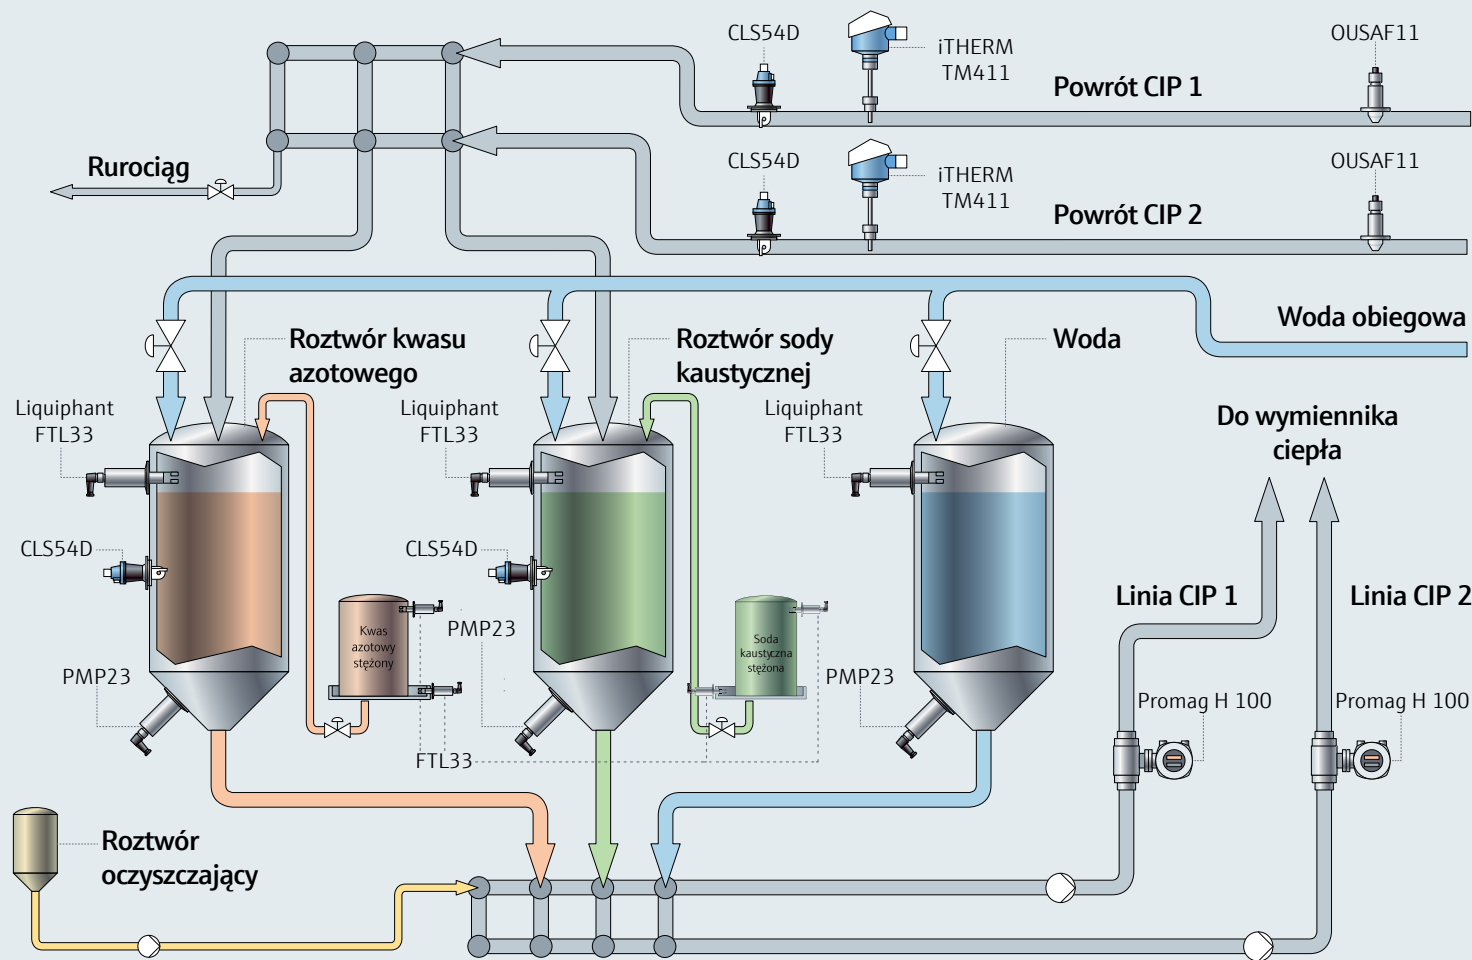 CLS54D
iTHERM
TM411
OUSAF11
Powrót CIP 1
Rurociąg
CLS54D
iTHERM
TM411
OUSAF11
Powrót CIP 2
Woda obiegowa
Roztwór kwasu
azotowego
Roztwór sody
kaustycznej
Woda
Liquiphant
FTL33
Liquiphant
FTL33
Liquiphant
FTL33
Do wymiennika
ciepła
CLS54D
CLS54D
Linia CIP 1
Linia CIP 2
Kwas
azotowy
stężony
PMP23
Soda
kaustyczna
stężona
PMP23
PMP23
Promag H 100
Promag H 100
FTL33
Roztwór
oczyszczający